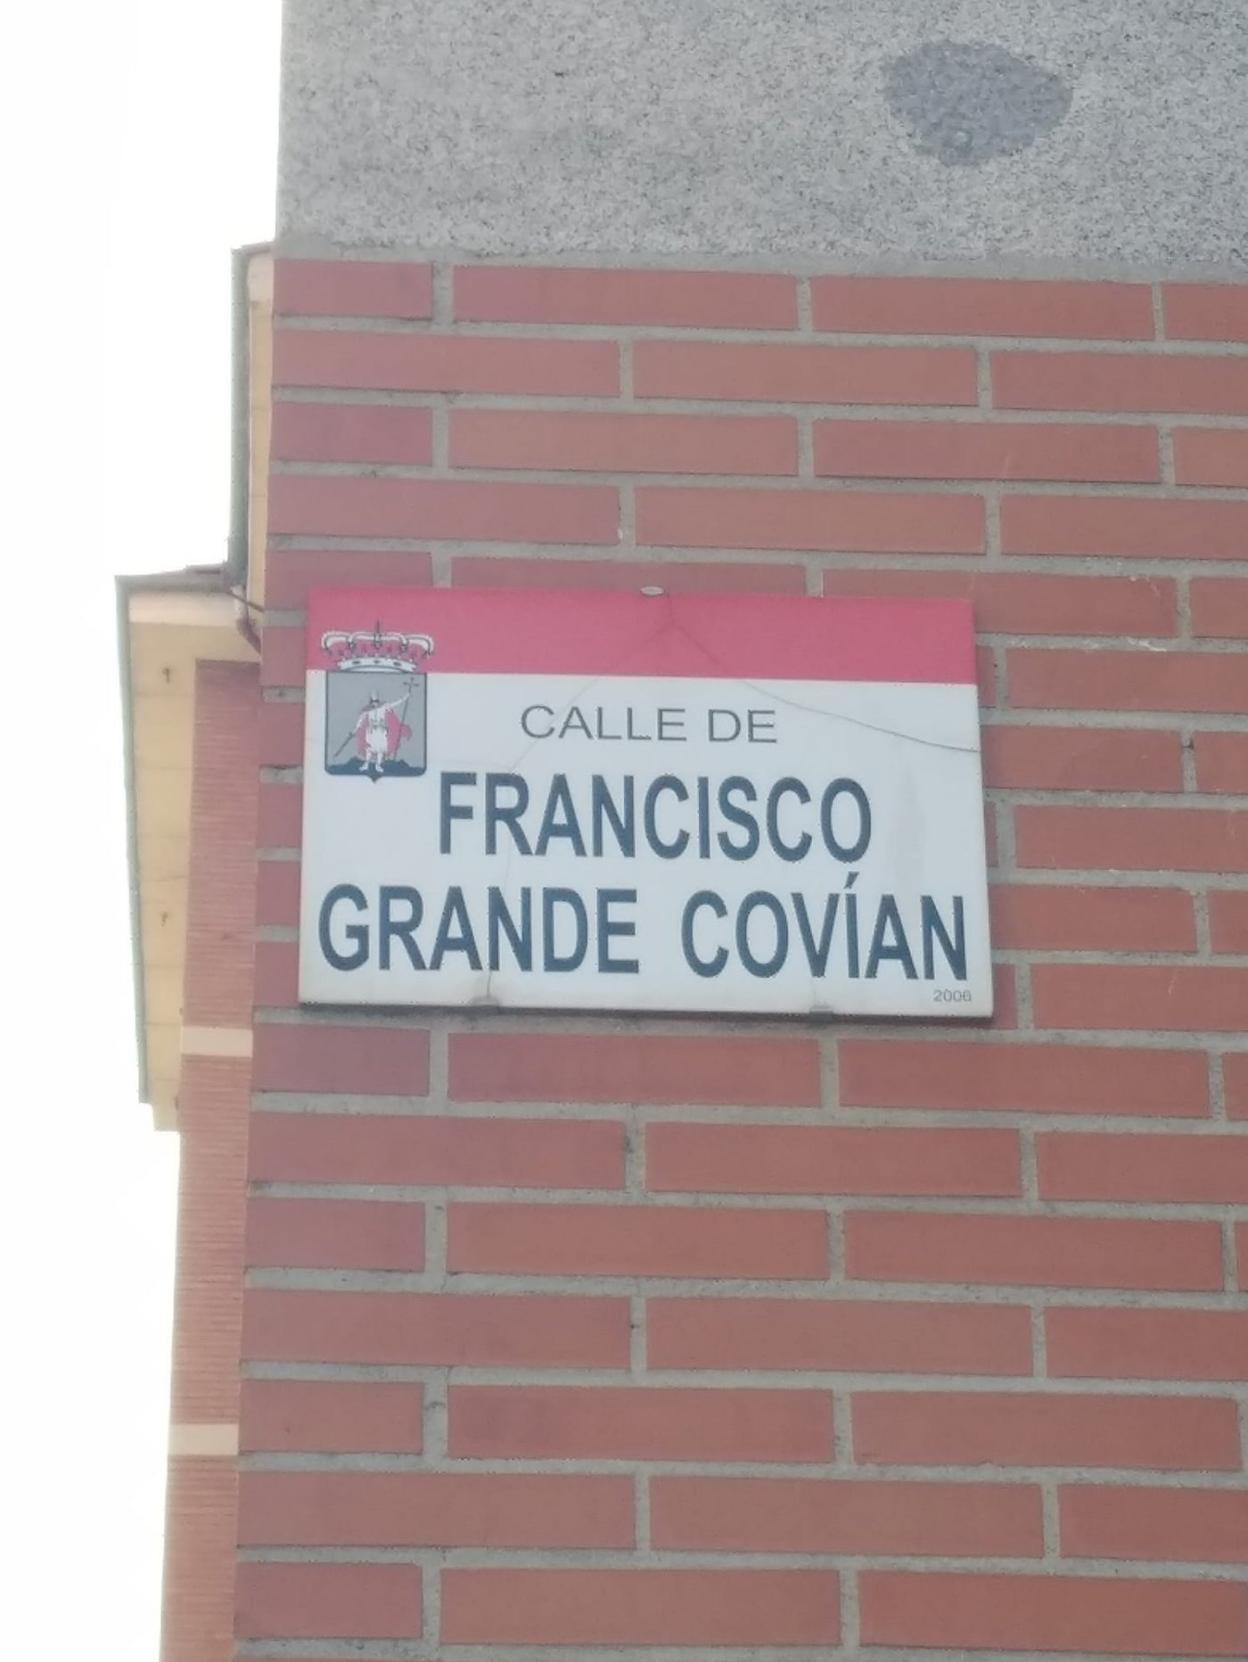 CALLE DE
FRANCISCO
GRANDE COVÍAN
2006